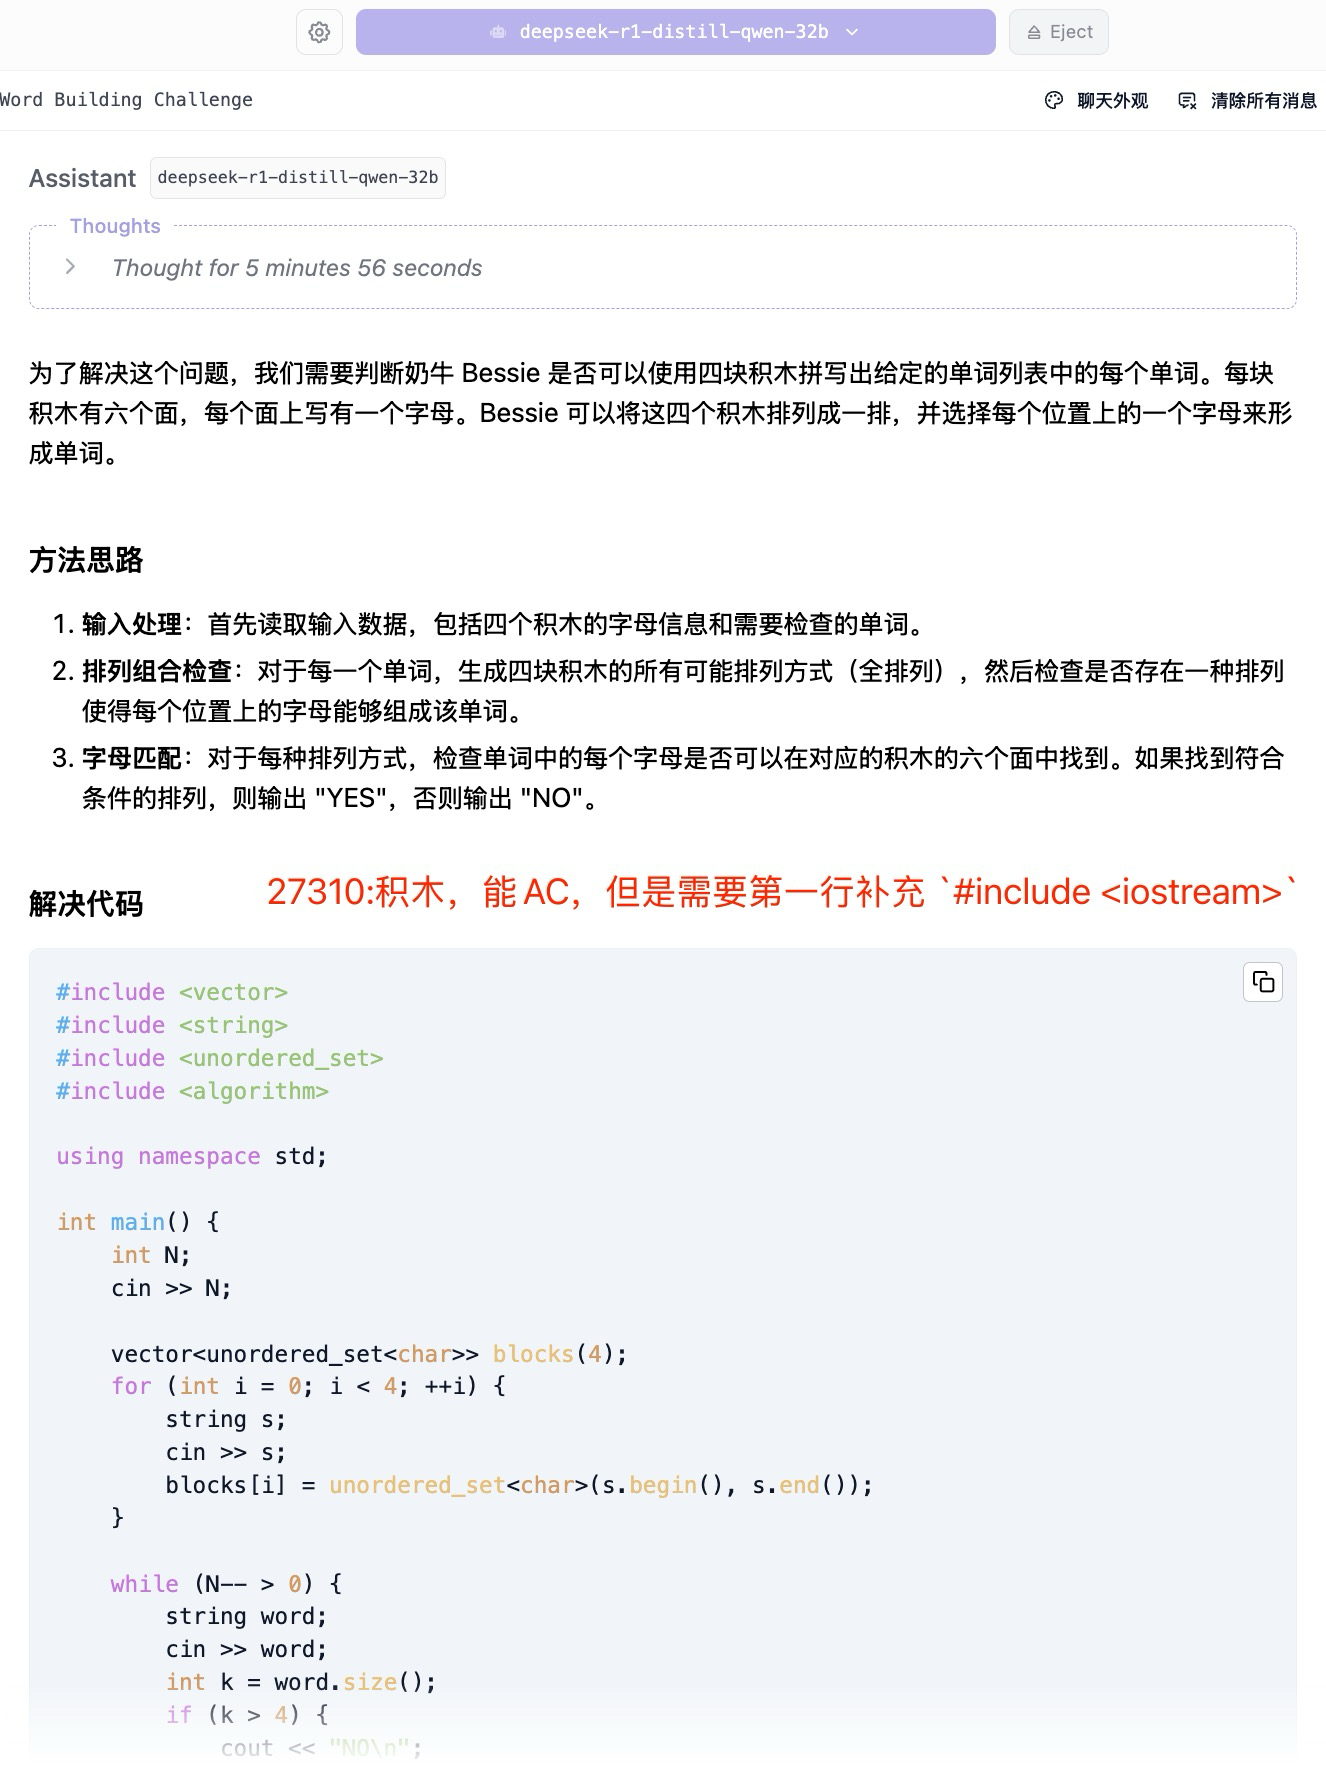 deepseek-r1-distill-qwen-32b
Eject
Word Building Challenge
聊天外观
清除所有消息
Assistant
deepseek-r1-distill-qwen-32b
Thoughts
Thought for 5 minutes 56 seconds
为了解决这个问题，我们需要判断奶牛 Bessie 是否可以使用四块积木拼写出给定的单词列表中的每个单词。每块
积木有六个面，每个面上写有一个字母。Bessie 可以将这四个积木排列成一排，并选择每个位置上的一个字母来形
成单词。
方法思路
1. 输入处理：首先读取输入数据，包括四个积木的字母信息和需要检查的单词。
2. 排列组合检查：对于每一个单词，生成四块积木的所有可能排列方式（全排列），然后检查是否存在一种排列
使得每个位置上的字母能够组成该单词。
3. 字母匹配：对于每种排列方式，检查单词中的每个字母是否可以在对应的积木的六个面中找到。如果找到符合
条件的排列，则输出 "YES"，否则输出 "NO"。
解决代码
27310:积木，能 AC，但是需要第一行补充 `#include <iostream>`
#include <vector>
#include <string>
#include <unordered_set>
#include <algorithm>
using namespace std;
int main() {
    int N;
    cin >> N;
    vector<unordered_set<char>> blocks(4);
    for (int i = 0; i < 4; ++i) {
        string s;
        cin >> s;
        blocks[i] = unordered_set<char>(s.begin(), s.end());
    }
    while (N-- > 0) {
        string word;
        cin >> word;
        int k = word.size();
        if (k > 4) {
            cout << "NO\n";